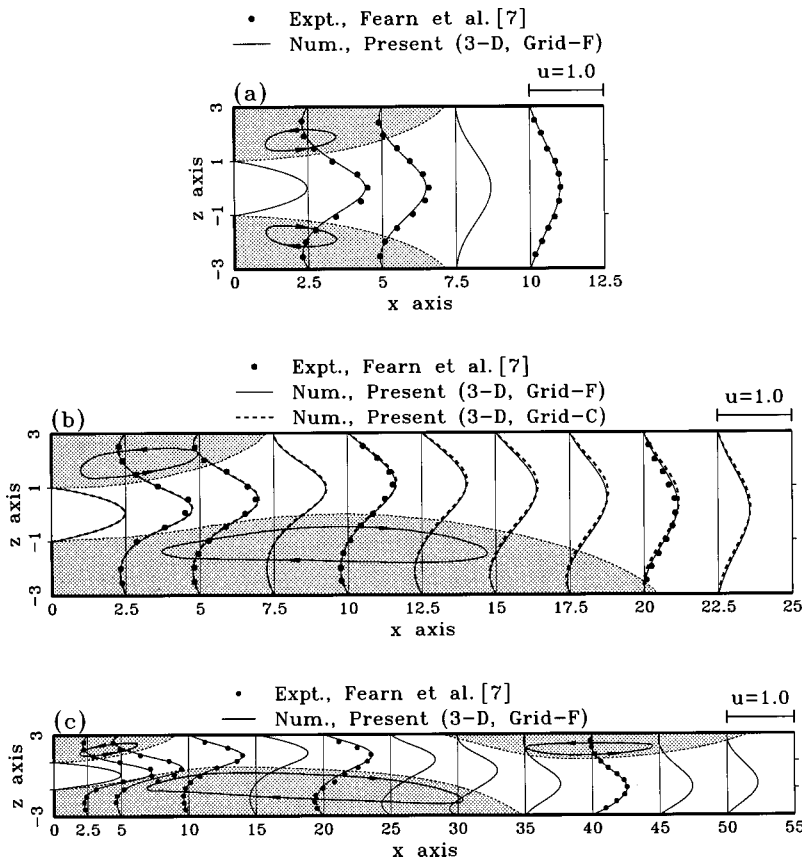 Expt., Fearn et al.[7]
Num., Present (3-D, Grid-F)
u=1.0
(a)
3
1
-1
-3
z axis
0 2.5 5 7.5 10 12.5
x axis
Expt., Fearn et al.[7]
Num., Present (3-D, Grid-F)
Num., Present (3-D, Grid-C)
u=1.0
(b)
3
1
-1
-3
z axis
0 2.5 5 7.5 10 12.5 15 17.5 20 22.5 25
x axis
Expt., Fearn et al.[7]
Num., Present (3-D, Grid-F)
u=1.0
(c)
3
-3
z axis
0 2.5 5 10 15 20 25 30 35 40 45 50 55
x axis